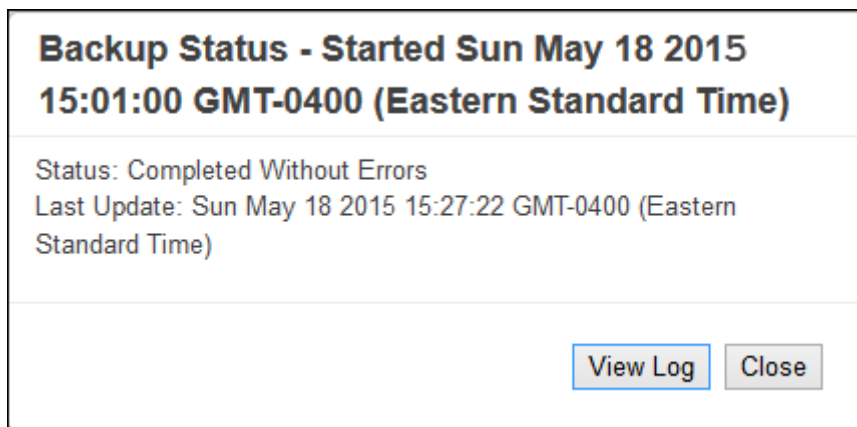 Backup Status - Started Sun May 18 2015
15:01:00 GMT-0400 (Eastern Standard Time)
Status: Completed Without Errors
Last Update: Sun May 18 2015 15:27:22 GMT-0400 (Eastern
Standard Time)
View Log Close